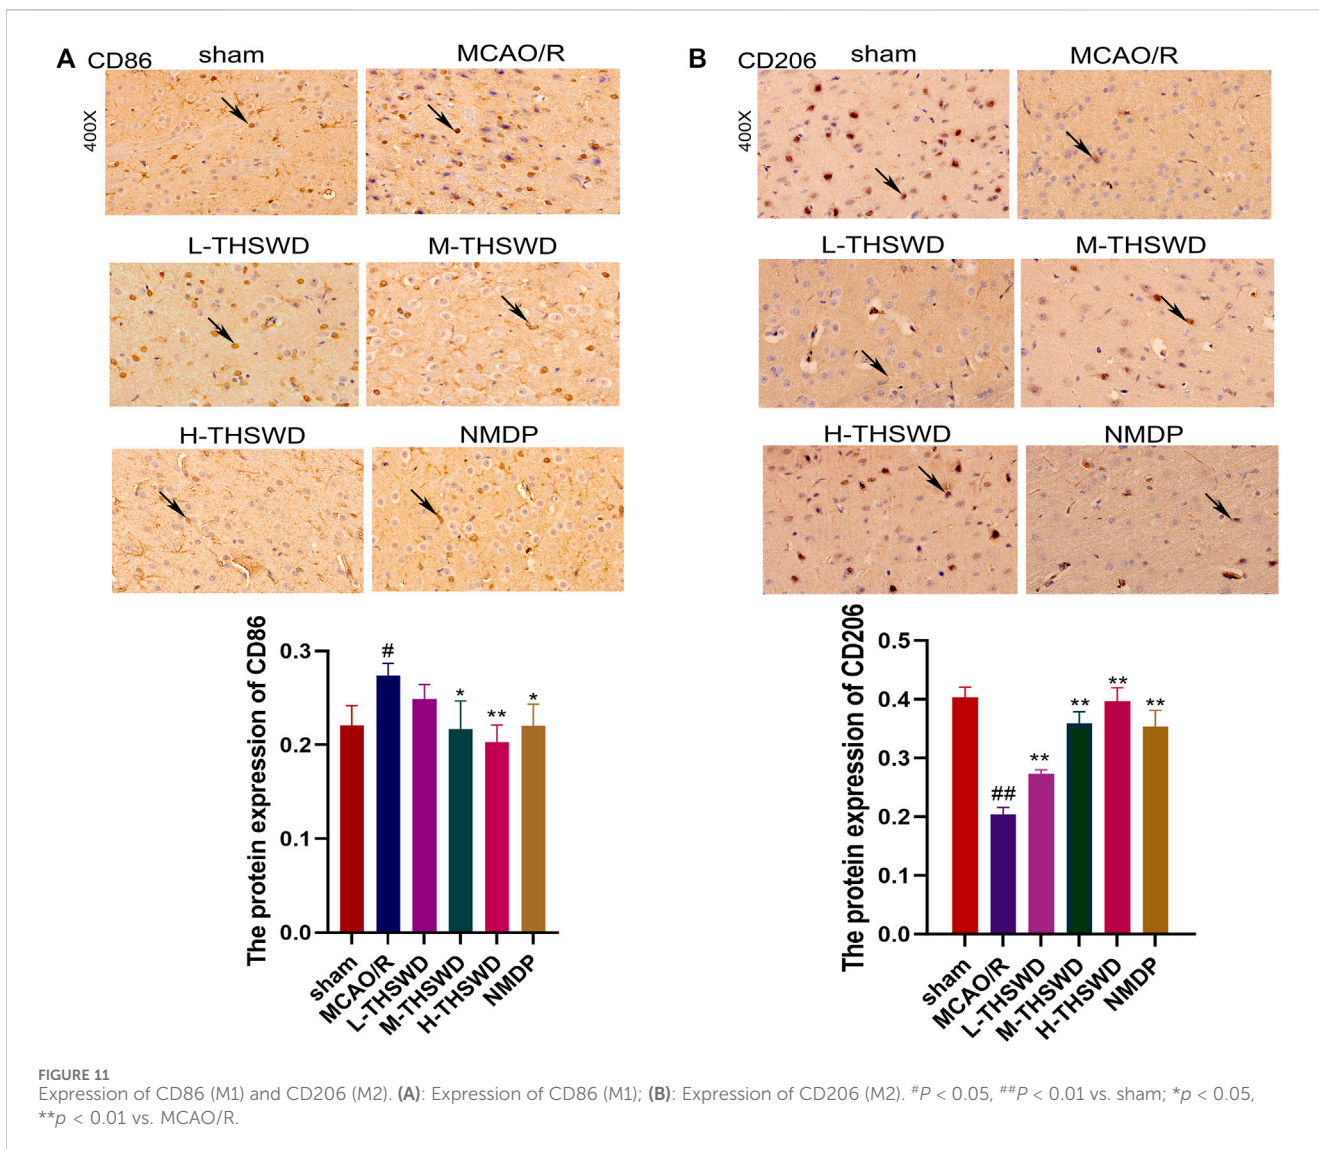 A CD86 sham MCAO/R
400X
L-THSWD M-THSWD
H-THSWD NMDP
The protein expression of CD86
0.3
0.2
0.1
0.0
#
*
**
*
sham
MCAO/R
L-THSWD
M-THSWD
H-THSWD
NMDP
B CD206 sham MCAO/R
400X
L-THSWD M-THSWD
H-THSWD NMDP
The protein expression of CD206
0.5
0.4
0.3
0.2
0.1
0.0
##
**
**
**
**
sham
MCAO/R
L-THSWD
M-THSWD
H-THSWD
NMDP
FIGURE 11
Expression of CD86 (M1) and CD206 (M2). (A): Expression of CD86 (M1); (B): Expression of CD206 (M2). #P < 0.05, ##P < 0.01 vs. sham; *p < 0.05,
**p < 0.01 vs. MCAO/R.